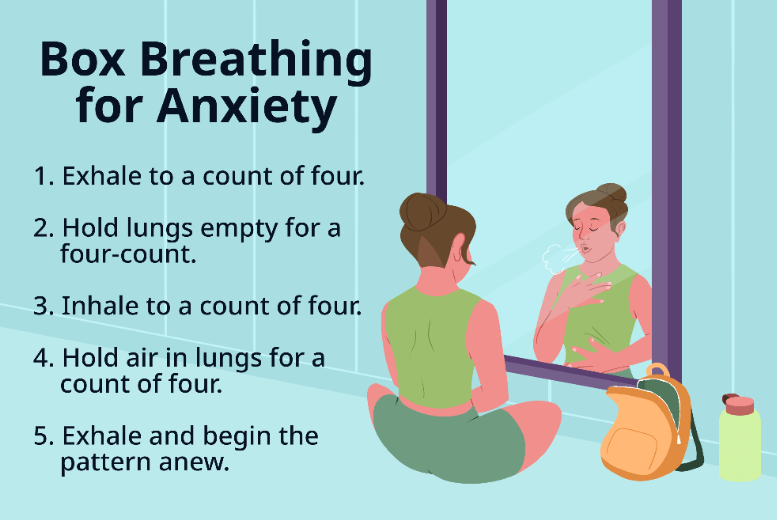 Box Breathing
for Anxiety
1. Exhale to a count of four.
2. Hold lungs empty for a
four-count.
3. Inhale to a count of four.
4. Hold air in lungs for a
count of four.
5. Exhale and begin the
pattern anew.